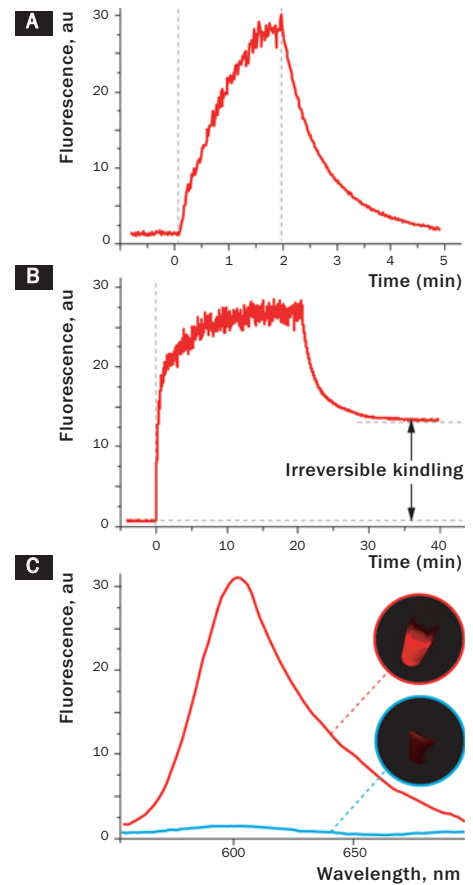 A
Fluorescence, au
30
20
10
0
0 1 2 3 4 5
Time (min)
B
Fluorescence, au
30
20
10
0
Irreversible kindling
0 10 20 30 40
Time (min)
C
Fluorescence, au
30
20
10
0
600 650
Wavelength, nm